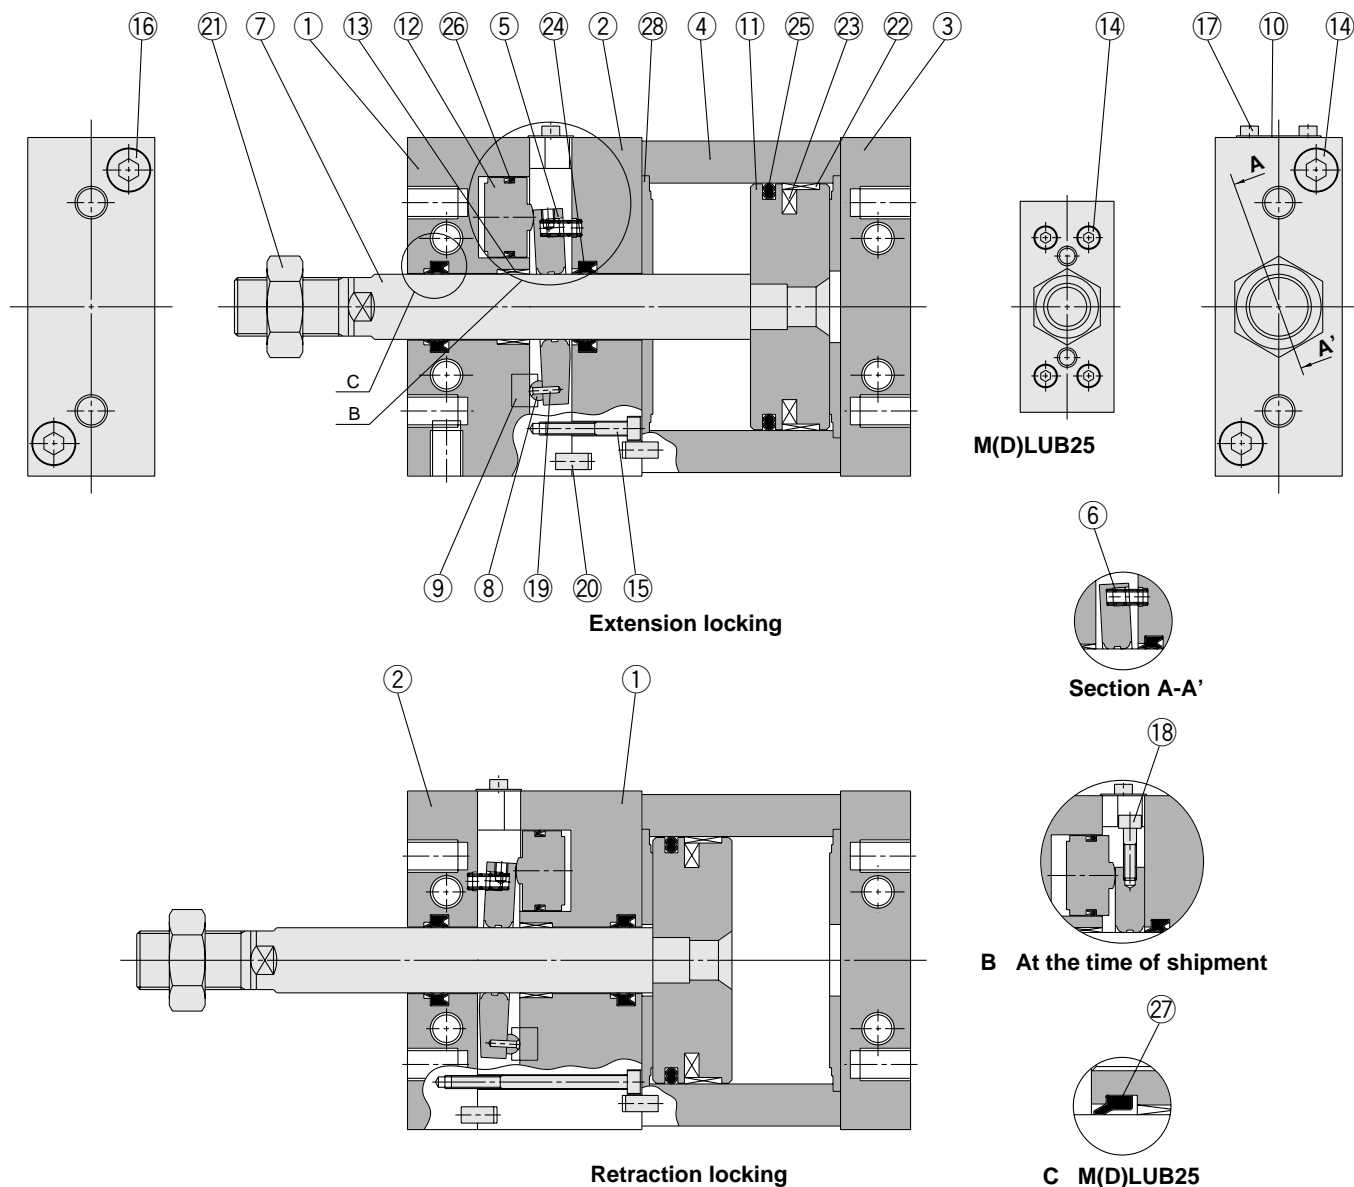 16 21 7 1 13 12 26 5 24 2 28 4 11 25 23 22 3 14 17 10 14
A
A’
C
B
M(D)LUB25
9 8 19 20 15
6
Extension locking
Section A-A’
2 1
18
B At the time of shipment
27
Retraction locking
C M(D)LUB25